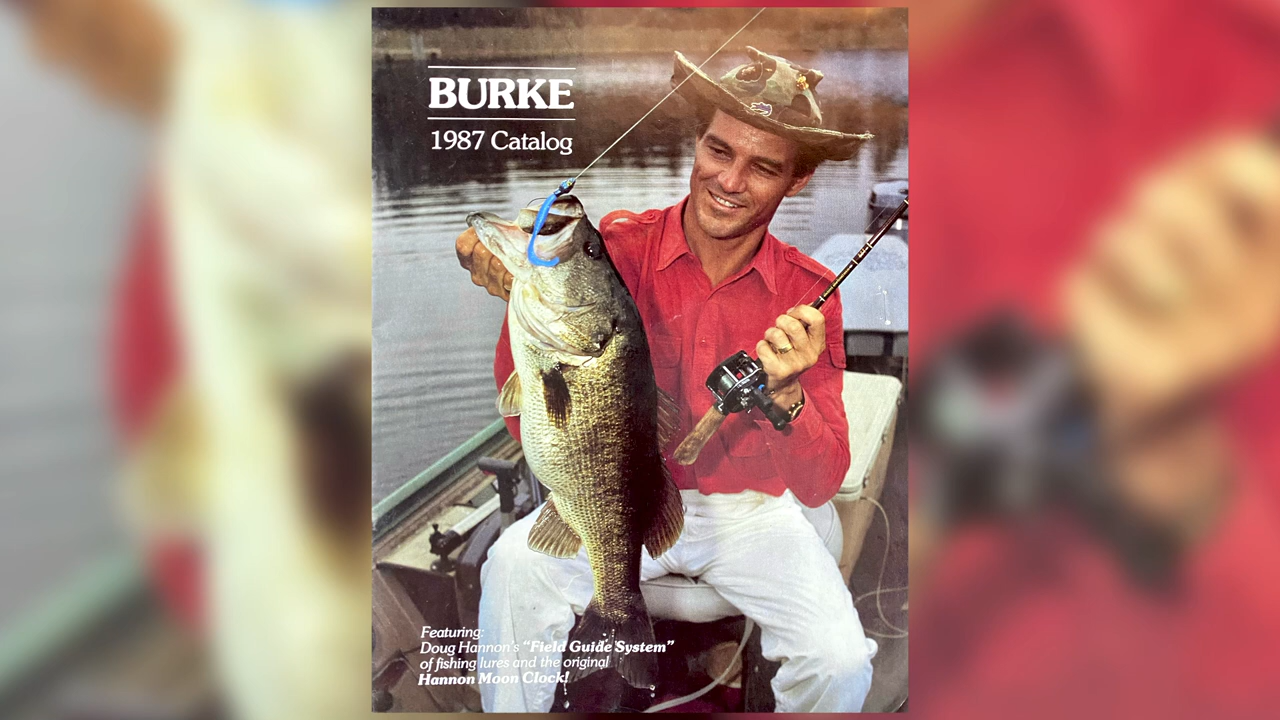 BURKE
1987 Catalog
Featuring:
Doug Hannon's "Field Guide System"
of fishing lures and the original
Hannon Moon Clock!